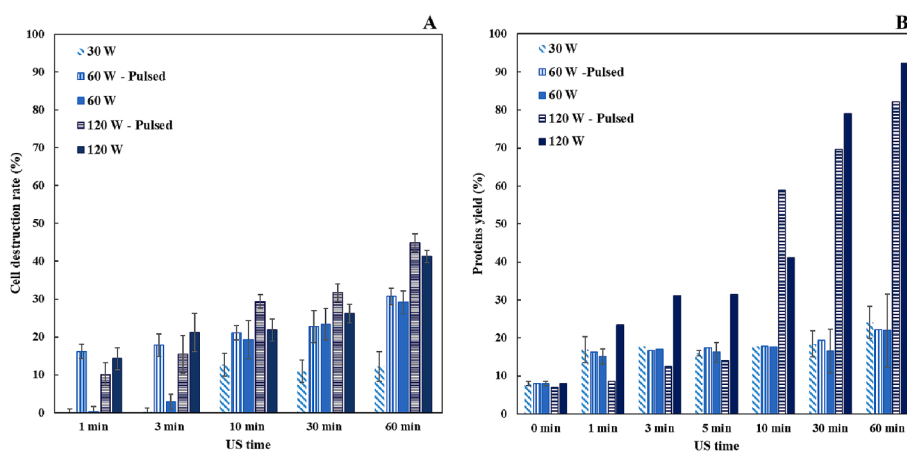 A
100
90
80
70
60
50
40
30
20
10
0
Cell destruction rate (%)
30 W
60 W - Pulsed
60 W
120 W - Pulsed
120 W
1 min 3 min 10 min 30 min 60 min
US time
B
100
90
80
70
60
50
40
30
20
10
0
Proteins yield (%)
30 W
60 W -Pulsed
60 W
120 W - Pulsed
120 W
0 min 1 min 3 min 5 min 10 min 30 min 60 min
US time